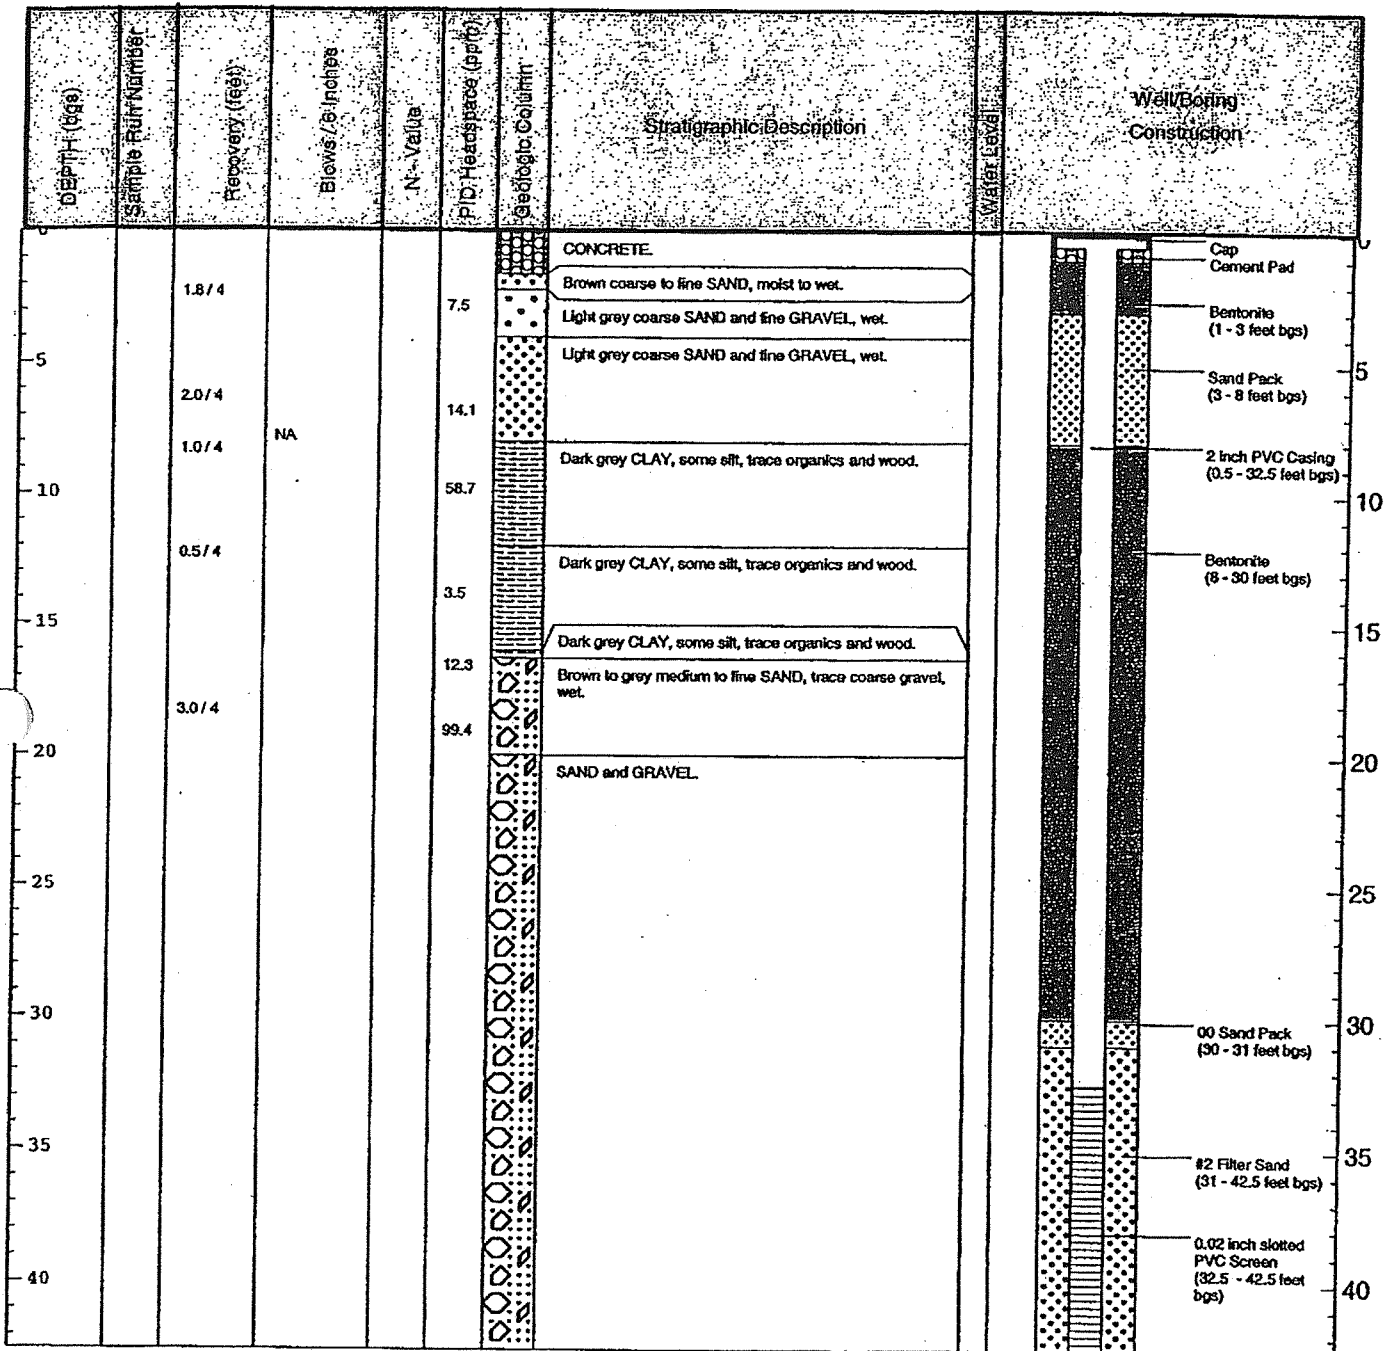 DEPTH (bgs)
Sample Run Number
Recovery (feet)
Blows / 6 Inches
N - Value
PID Headspace (ppm)
Geologic Column
Stratigraphic Description
Water Level
Well/Boring
Construction
0
CONCRETE.
Brown coarse to fine SAND, moist to wet.
1.8 / 4
7.5
Light grey coarse SAND and fine GRAVEL, wet.
5
Light grey coarse SAND and fine GRAVEL, wet.
2.0 / 4
14.1
NA
1.0 / 4
Dark grey CLAY, some silt, trace organics and wood.
10
58.7
0.5 / 4
Dark grey CLAY, some silt, trace organics and wood.
3.5
15
Dark grey CLAY, some silt, trace organics and wood.
12.3
Brown to grey medium to fine SAND, trace coarse gravel,
wet.
3.0 / 4
99.4
20
SAND and GRAVEL.
25
30
35
40
0
Cap
Cement Pad
Bentonite
(1 - 3 feet bgs)
5
Sand Pack
(3 - 8 feet bgs)
2 Inch PVC Casing
(0.5 - 32.5 feet bgs)
10
Bentonite
(8 - 30 feet bgs)
15
20
25
30
00 Sand Pack
(30 - 31 feet bgs)
35
#2 Filter Sand
(31 - 42.5 feet bgs)
0.02 inch slotted
PVC Screen
(32.5 - 42.5 feet
bgs)
40